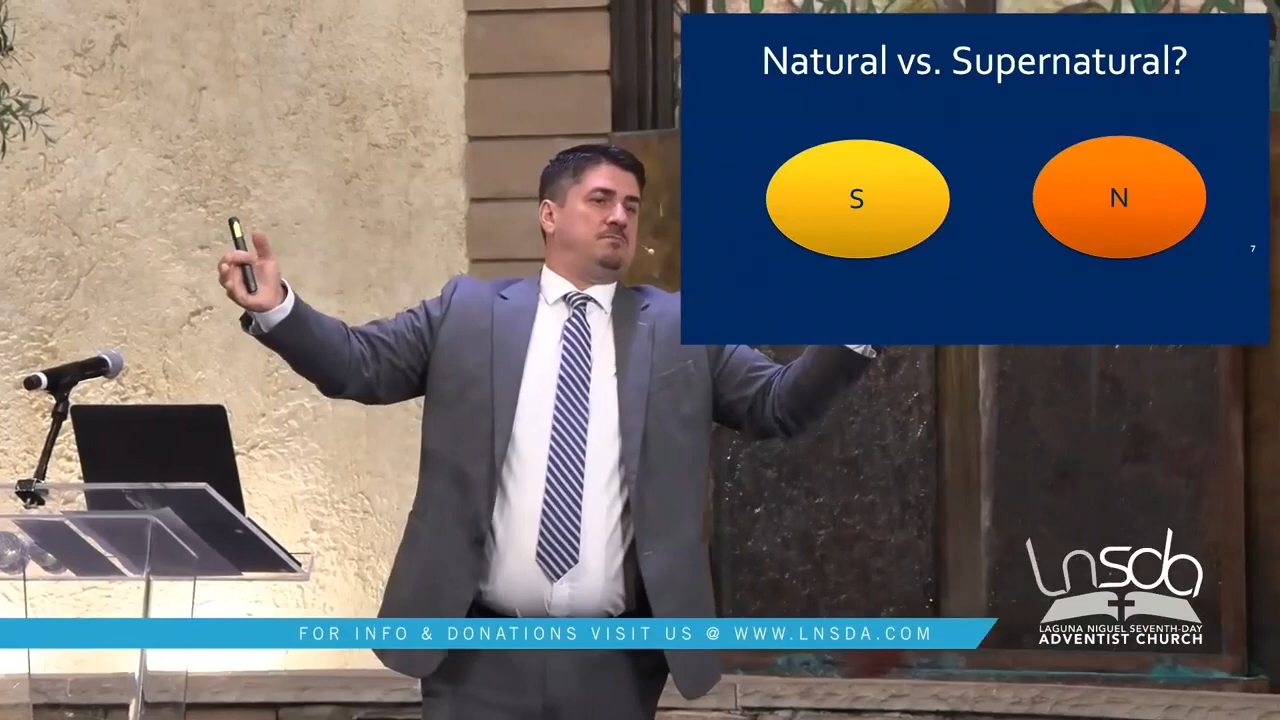 Natural vs. Supernatural?
S
N
7
lnsda
LAGUNA NIGUEL SEVENTH-DAY
ADVENTIST CHURCH
FOR INFO & DONATIONS VISIT US @ WWW.LNSDA.COM